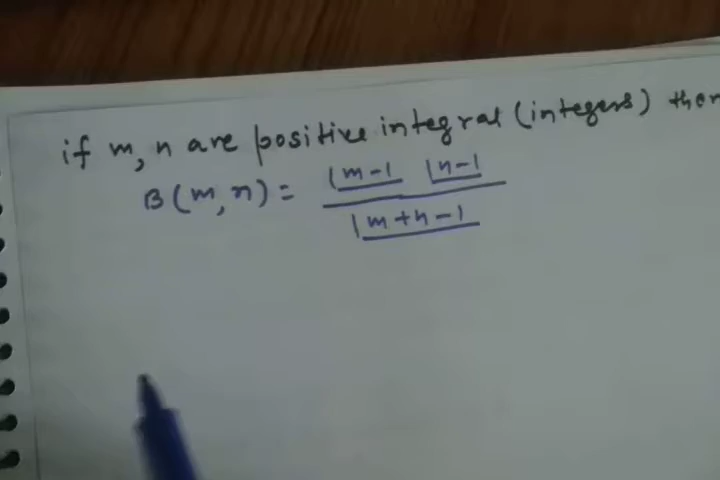 if m, n are positive integral (integers) then
B(m, n) = |m-1 |n-1
|m+n-1